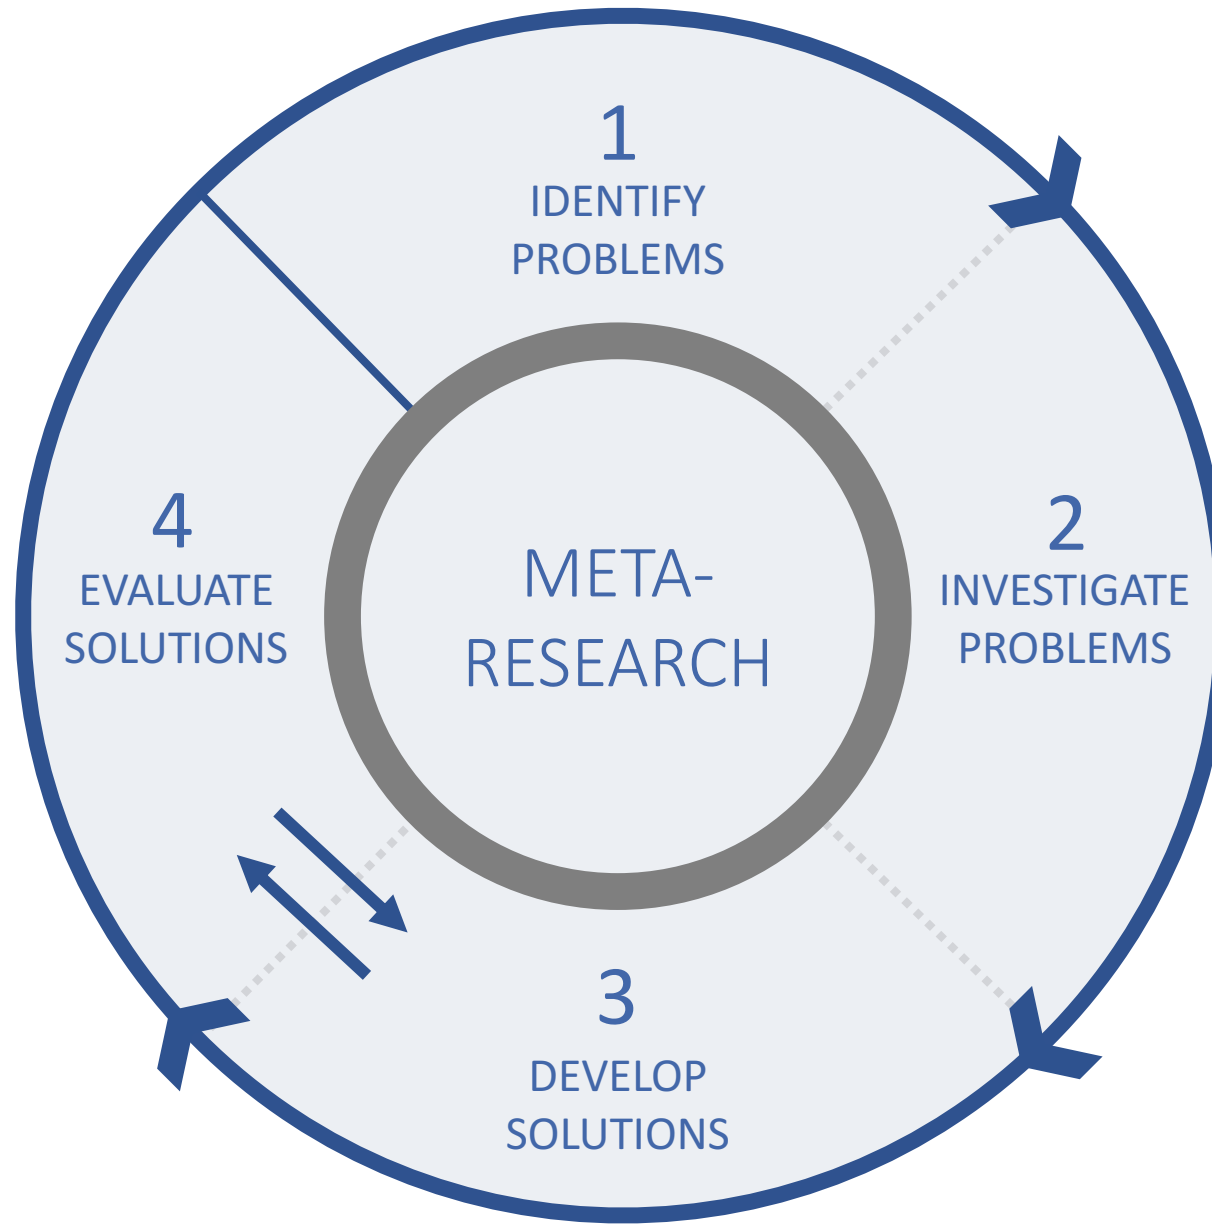 1
IDENTIFY
PROBLEMS
2
INVESTIGATE
PROBLEMS
3
DEVELOP
SOLUTIONS
4
EVALUATE
SOLUTIONS
META-
RESEARCH